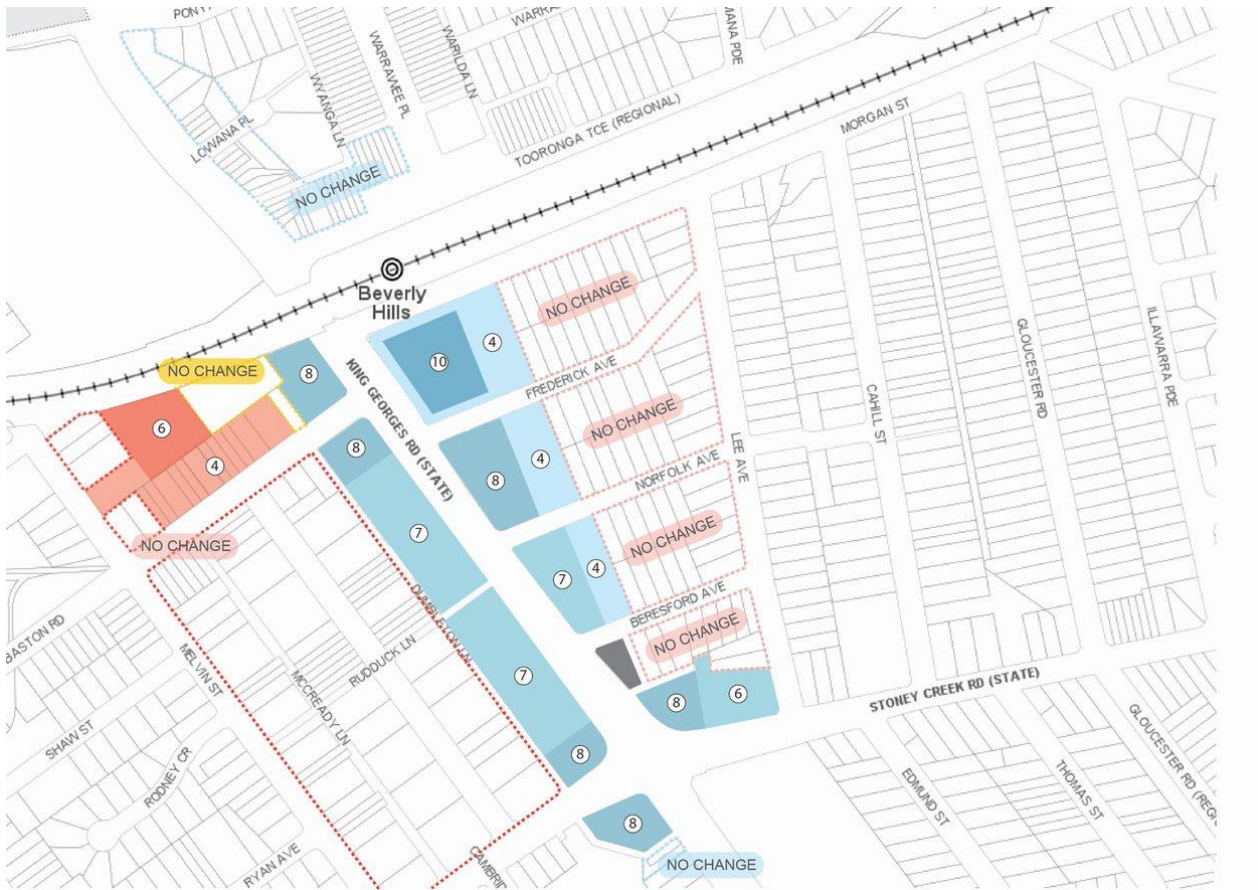 WARRAWEE PL
WARILDA LN
WYANGA LN
LOWANA PL
TOORONGA TCE (REGIONAL)
MORGAN ST
NO CHANGE
Beverly
Hills
NO CHANGE
4
10
FREDERICK AVE
NO CHANGE
8
KING GEORGES RD (STATE)
6
4
8
8
4
NO CHANGE
NORFOLK AVE
LEE AVE
CAHILL ST
GLOUCESTER RD
ILLAWARRA PDE
NO CHANGE
7
7
4
NO CHANGE
BERESFORD AVE
NO CHANGE
DUMBLETON LN
RUDDUCK LN
MCCREADY LN
MELVIN ST
BASTON RD
SHAW ST
RODNEY CR
RYAN AVE
7
8
8
6
STONEY CREEK RD (STATE)
EDMUND ST
THOMAS ST
8
NO CHANGE